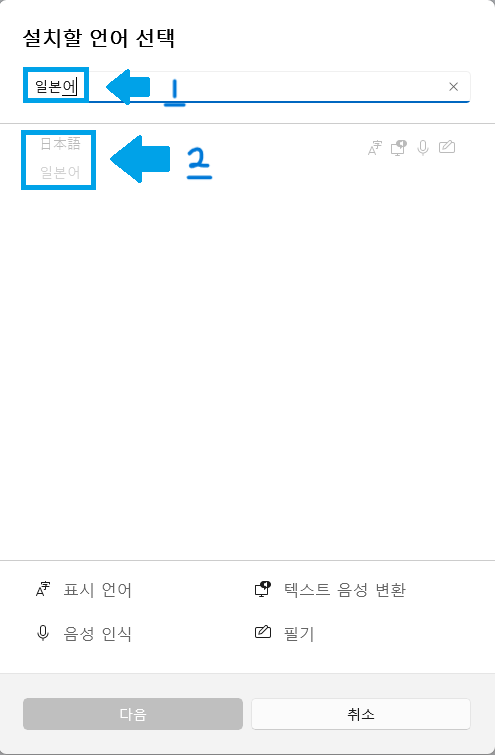 설치할 언어 선택
일본어
1
日本語
일본어
2
표시 언어
텍스트 음성 변환
음성 인식
필기
다음
취소